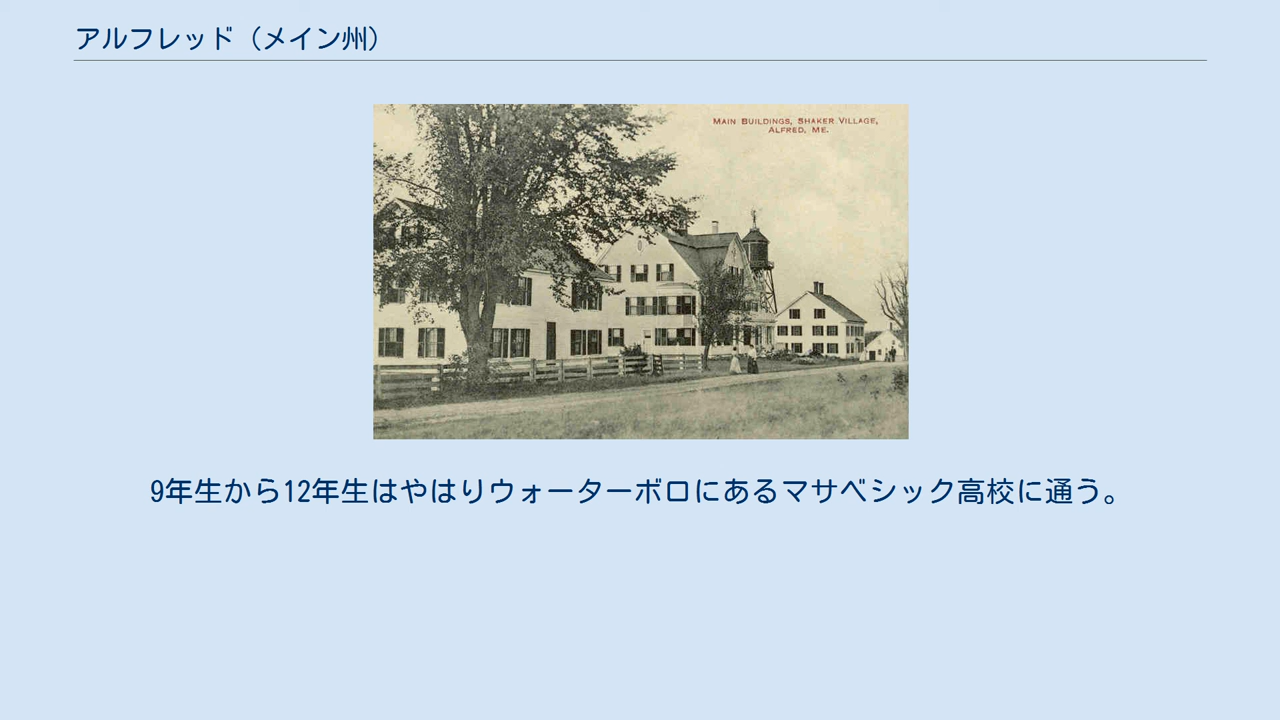 アルフレッド（メイン州）
MAIN BUILDINGS, SHAKER VILLAGE,
ALFRED, ME.
9年生から12年生はやはりウォーターボロにあるマサベシック高校に通う。